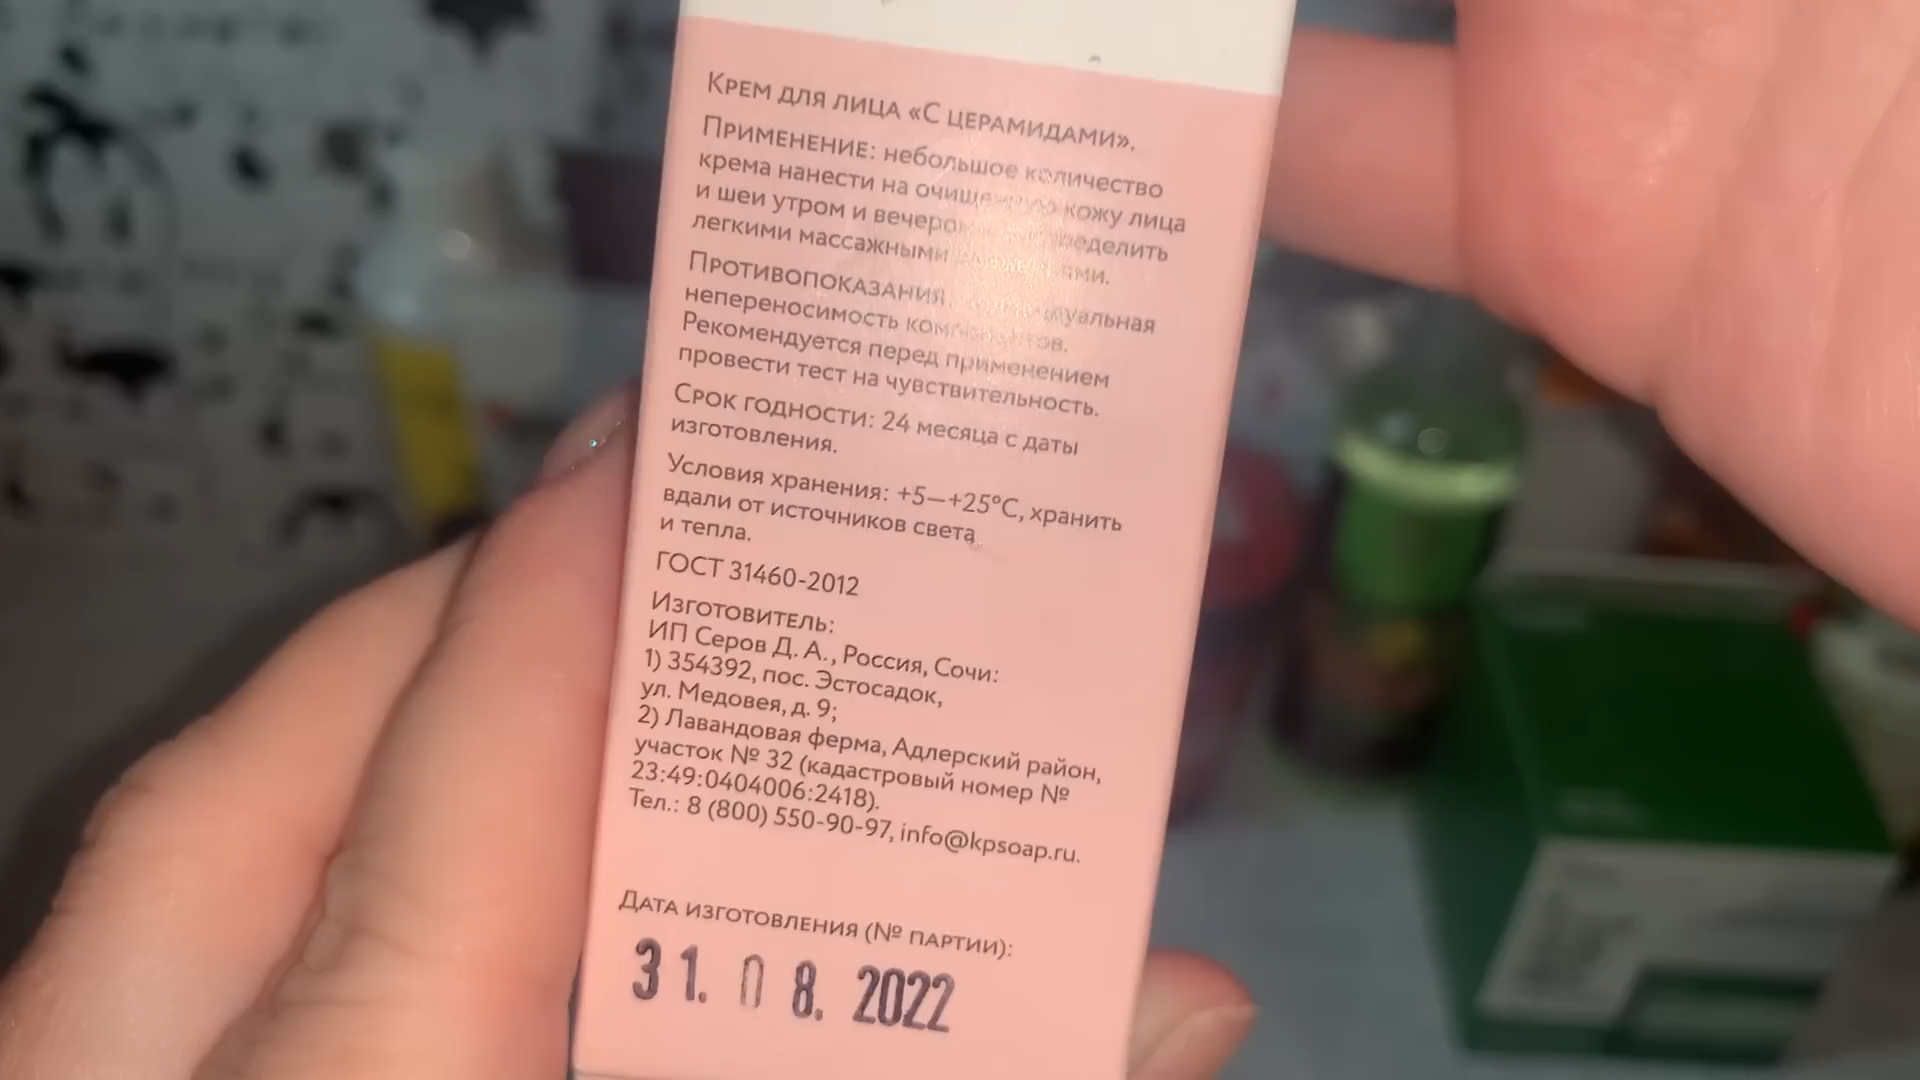 Крем для лица «С церамидами».
Применение: небольшое количество
крема нанести на кожу лица
и шеи утром и
легкими массажными
Противопоказания
непереносимость
Рекомендуется перед применением
провести тест на чувствительность.
Срок годности: 24 месяца с даты
изготовления.
Условия хранения: +5—+25°C, хранить
вдали от источников света
и тепла.
ГОСТ 31460-2012
Изготовитель:
ИП Серов Д. А., Россия, Сочи:
1) 354392, пос. Эстосадок,
ул. Медовея, д. 9;
2) Лавандовая ферма, Адлерский район,
участок № 32 (кадастровый номер №
23:49:0404006:2418).
Тел.: 8 (800) 550-90-97, info@kpsoap.ru.
Дата изготовления (№ партии):
31. 08. 2022